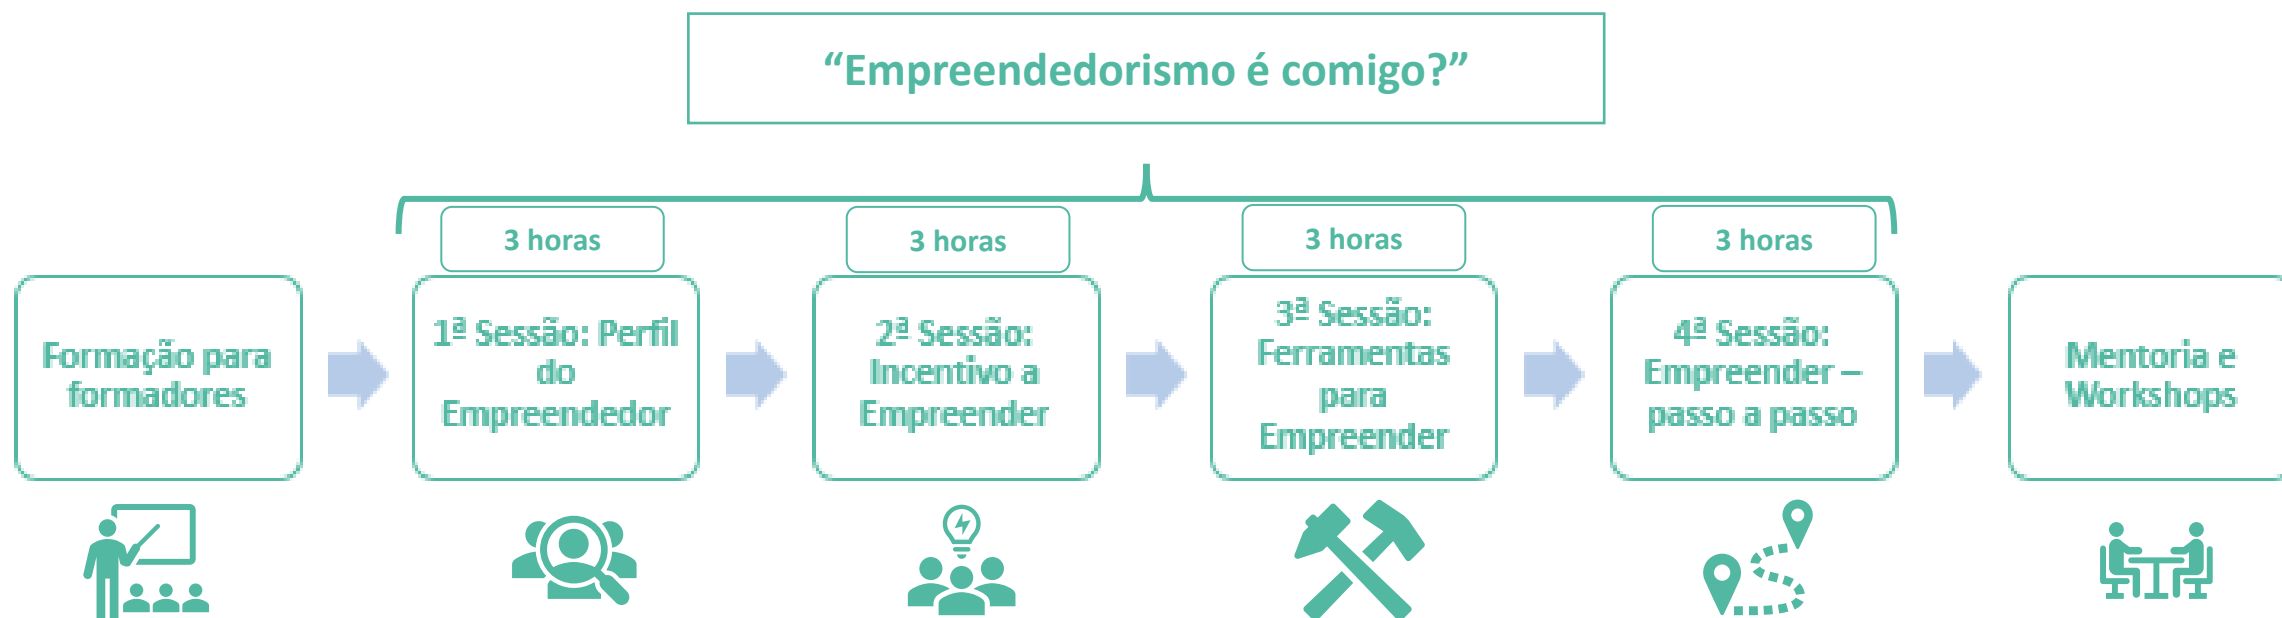 “Empreendedorismo é comigo?”
3 horas
3 horas
3 horas
3 horas
Formação para
formadores
1ª Sessão: Perfil
do
Empreendedor
2ª Sessão:
Incentivo a
Empreender
3ª Sessão:
Ferramentas
para
Empreender
4ª Sessão:
Empreender –
passo a passo
Mentoria e
Workshops